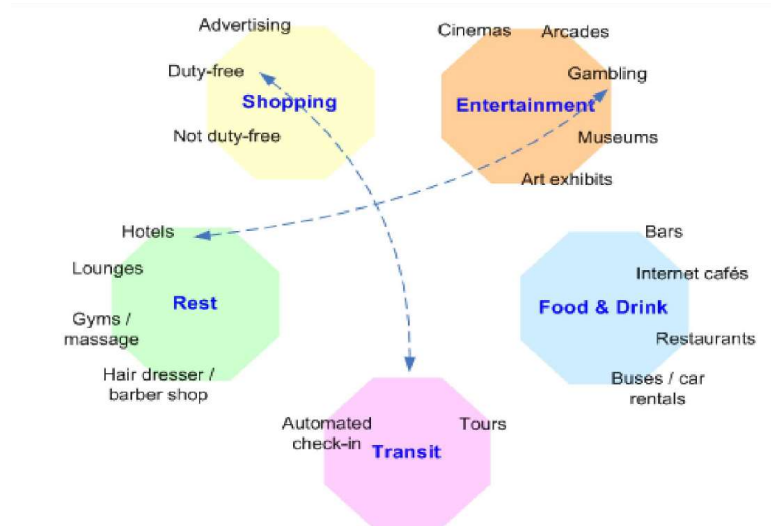 Advertising
Duty-free
Shopping
Not duty-free
Cinemas
Arcades
Gambling
Entertainment
Museums
Art exhibits
Hotels
Lounges
Rest
Gyms /
massage
Hair dresser /
barber shop
Bars
Internet cafés
Food & Drink
Restaurants
Buses / car
rentals
Automated
check-in
Tours
Transit